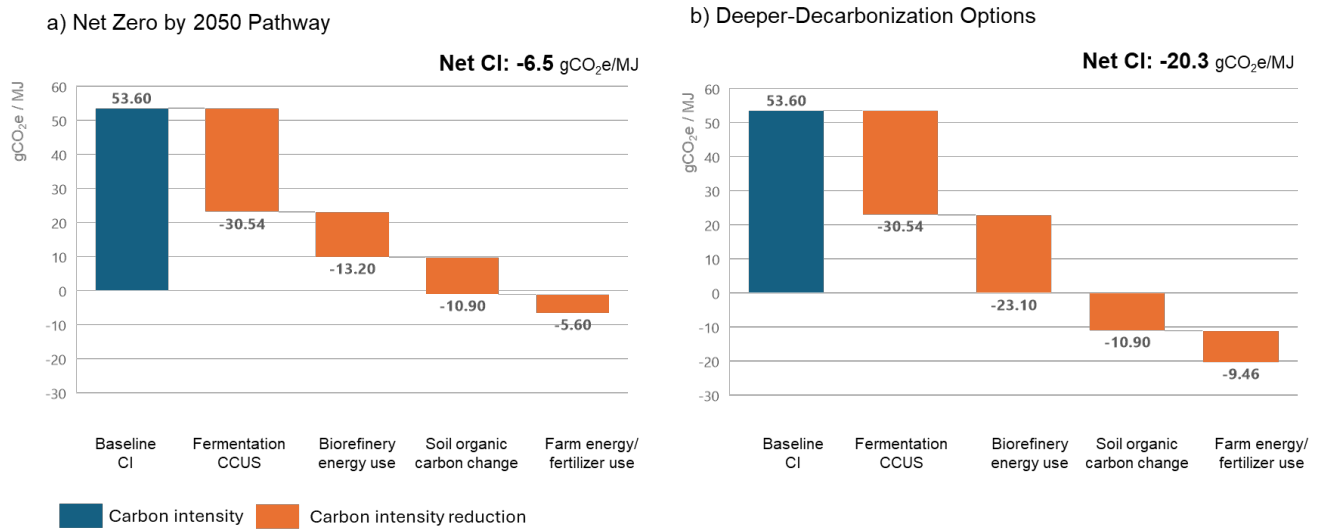 a) Net Zero by 2050 Pathway
Net CI: -6.5 gCO₂e/MJ
gCO₂e / MJ
60
50
40
30
20
10
0
-10
-20
-30
53.60
-30.54
-13.20
-10.90
-5.60
Baseline CI
Fermentation CCUS
Biorefinery energy use
Soil organic carbon change
Farm energy/ fertilizer use
b) Deeper-Decarbonization Options
Net CI: -20.3 gCO₂e/MJ
gCO₂e / MJ
60
50
40
30
20
10
0
-10
-20
-30
53.60
-30.54
-23.10
-10.90
-9.46
Baseline CI
Fermentation CCUS
Biorefinery energy use
Soil organic carbon change
Farm energy/ fertilizer use
Carbon intensity
Carbon intensity reduction